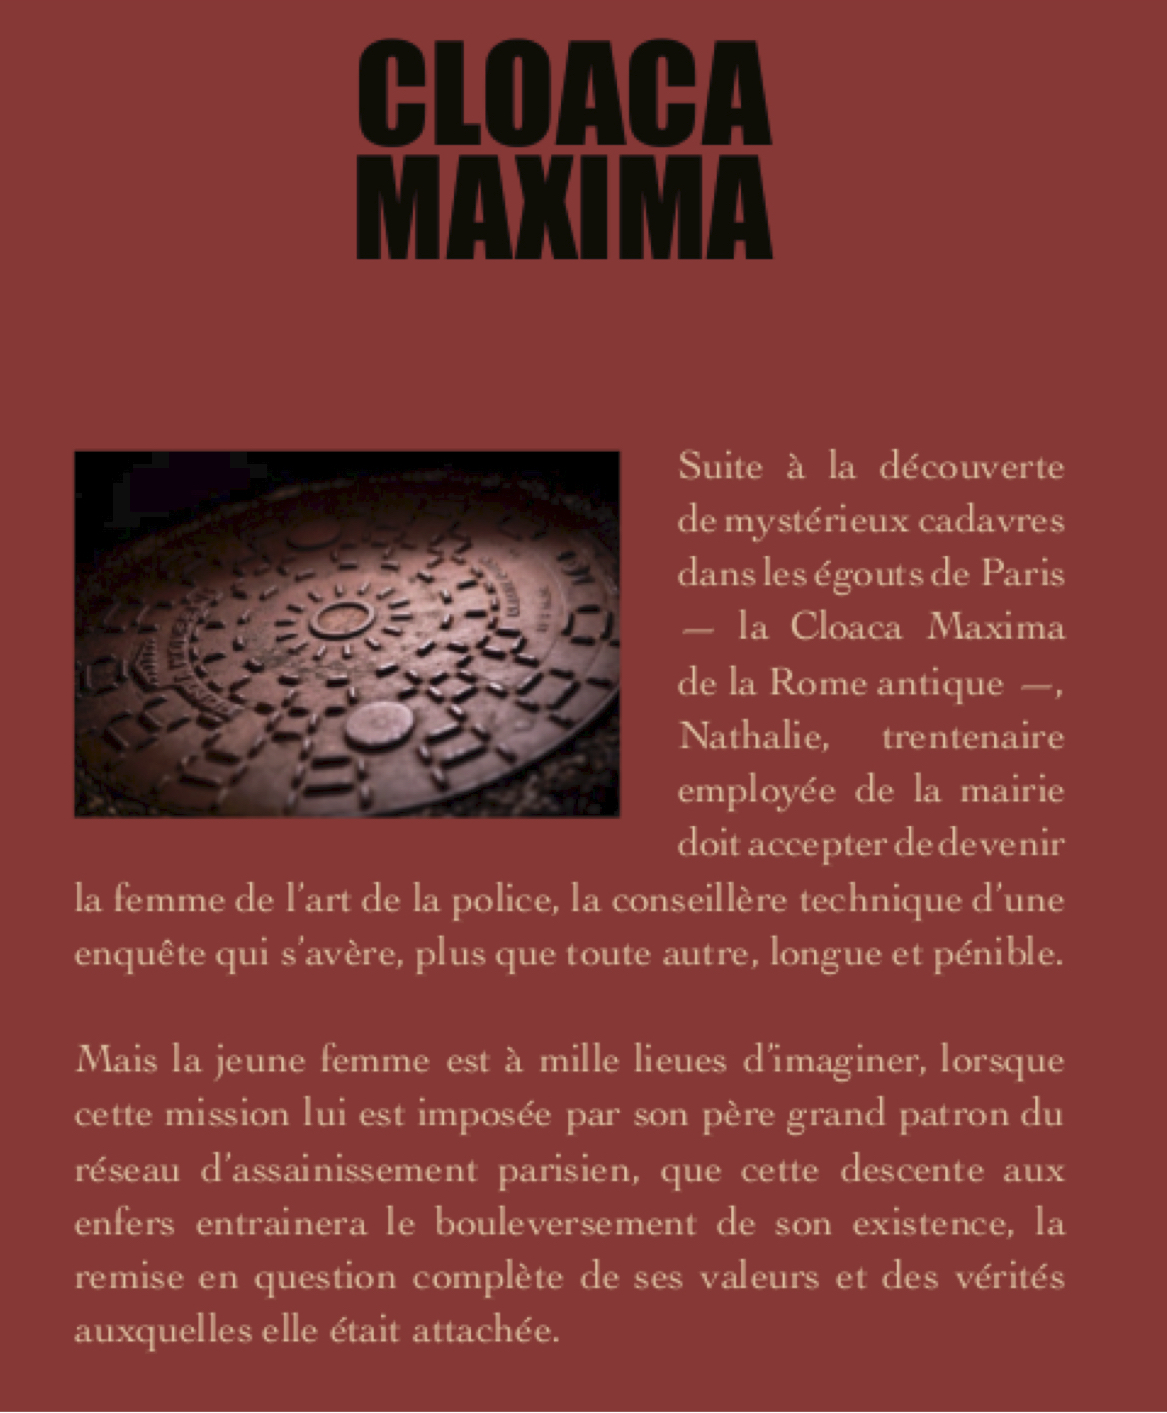 CLOACA
MAXIMA
Suite à la découverte
de mystérieux cadavres
dans les égouts de Paris
— la Cloaca Maxima
de la Rome antique —,
Nathalie, trentenaire
employée de la mairie
doit accepter de devenir
la femme de l'art de la police, la conseillère technique d'une
enquête qui s'avère, plus que toute autre, longue et pénible.
Mais la jeune femme est à mille lieues d'imaginer, lorsque
cette mission lui est imposée par son père grand patron du
réseau d'assainissement parisien, que cette descente aux
enfers entrainera le bouleversement de son existence, la
remise en question complète de ses valeurs et des vérités
auxquelles elle était attachée.